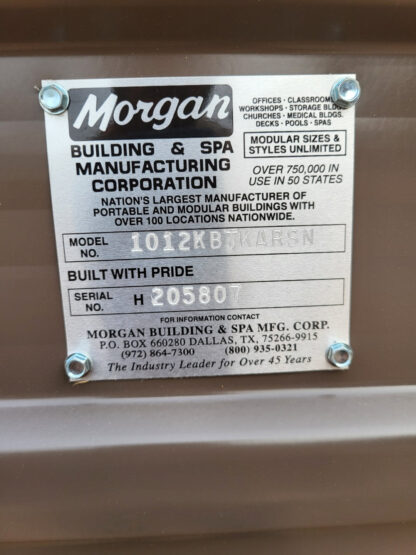 Morgan
OFFICES · CLASSROOMS
WORKSHOPS · STORAGE BLDGS
CHURCHES · MEDICAL BLDGS.
DECKS · POOLS · SPAS
BUILDING & SPA
MANUFACTURING
CORPORATION
MODULAR SIZES &
STYLES UNLIMITED
OVER 750,000 IN
USE IN 50 STATES
NATION'S LARGEST MANUFACTURER OF
PORTABLE AND MODULAR BUILDINGS WITH
OVER 100 LOCATIONS NATIONWIDE.
MODEL
NO.
BUILT WITH PRIDE
SERIAL
NO. H 205807
FOR INFORMATION CONTACT
MORGAN BUILDING & SPA MFG. CORP.
P.O. BOX 660280 DALLAS, TX, 75266-9915
(972) 864-7300 (800) 935-0321
The Industry Leader for Over 45 Years